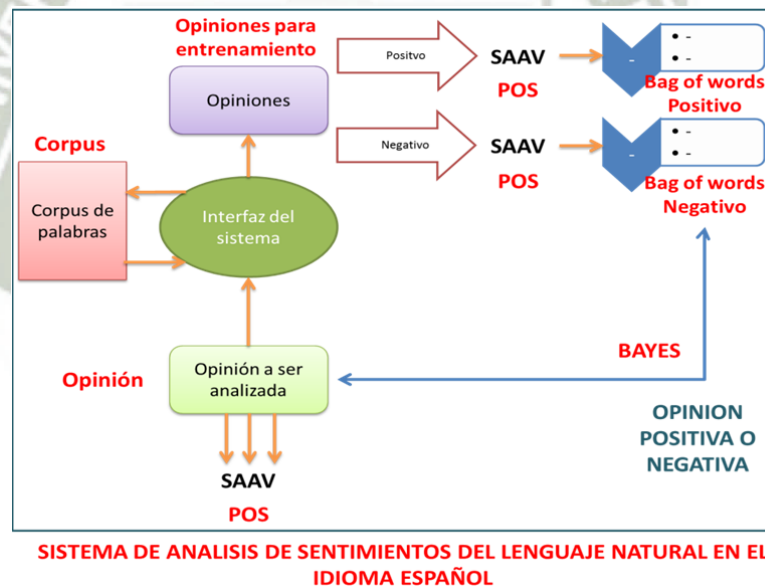 Opiniones para
entrenamiento
Opiniones
Positvo
SAAV
POS
-
• -
• -
Bag of words
Positivo
Negativo
SAAV
POS
-
• -
• -
Bag of words
Negativo
Corpus
Corpus de
palabras
Interfaz del
sistema
Opinión
Opinión a ser
analizada
SAAV
POS
BAYES
OPINION
POSITIVA O
NEGATIVA
SISTEMA DE ANALISIS DE SENTIMIENTOS DEL LENGUAJE NATURAL EN EL
IDIOMA ESPAÑOL